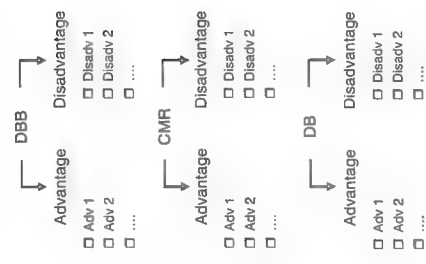 DBB
Advantage Disadvantage
☐ Adv 1 ☐ Disadv 1
☐ Adv 2 ☐ Disadv 2
☐ .... ☐ ....
CMR
Advantage Disadvantage
☐ Adv 1 ☐ Disadv 1
☐ Adv 2 ☐ Disadv 2
☐ .... ☐ ....
DB
Advantage Disadvantage
☐ Adv 1 ☐ Disadv 1
☐ Adv 2 ☐ Disadv 2
☐ .... ☐ ....